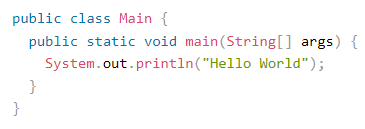 public class Main {
  public static void main(String[] args) {
    System.out.println("Hello World");
  }
}